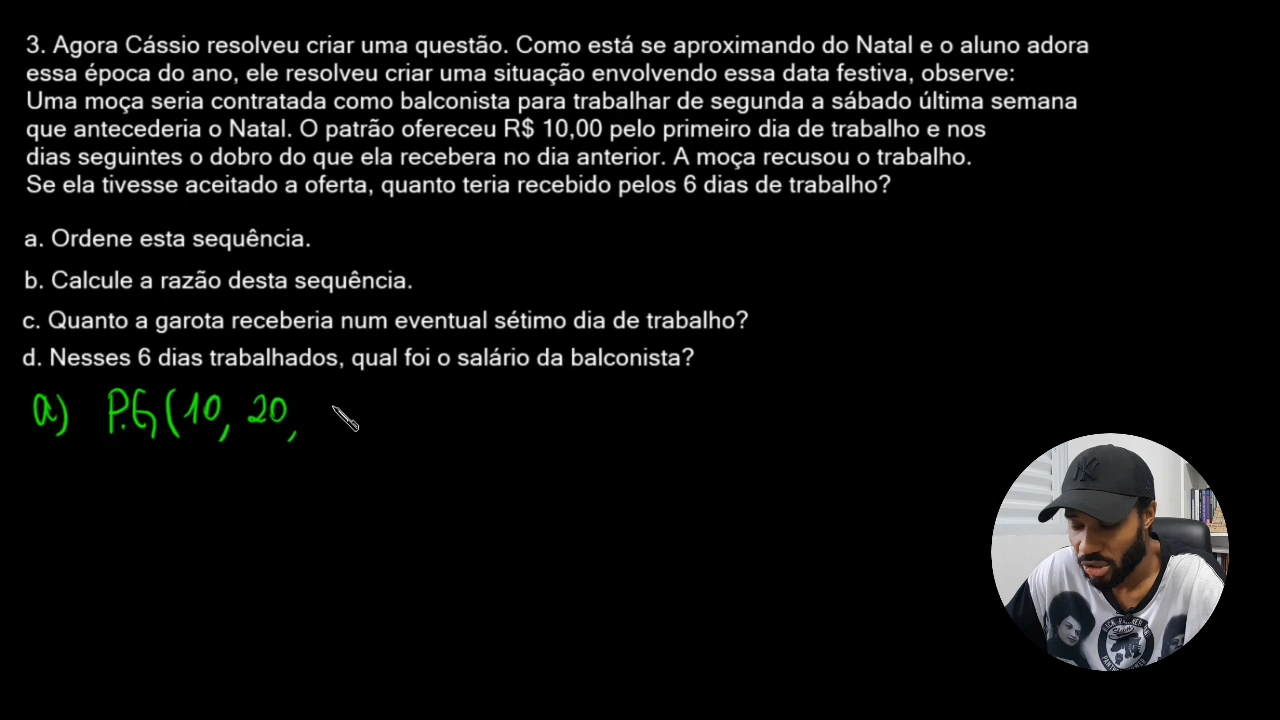 3. Agora Cássio resolveu criar uma questão. Como está se aproximando do Natal e o aluno adora
essa época do ano, ele resolveu criar uma situação envolvendo essa data festiva, observe:
Uma moça seria contratada como balconista para trabalhar de segunda a sábado última semana
que antecederia o Natal. O patrão ofereceu R$ 10,00 pelo primeiro dia de trabalho e nos
dias seguintes o dobro do que ela recebera no dia anterior. A moça recusou o trabalho.
Se ela tivesse aceitado a oferta, quanto teria recebido pelos 6 dias de trabalho?
a. Ordene esta sequência.
b. Calcule a razão desta sequência.
c. Quanto a garota receberia num eventual sétimo dia de trabalho?
d. Nesses 6 dias trabalhados, qual foi o salário da balconista?
a) P.G (10, 20,